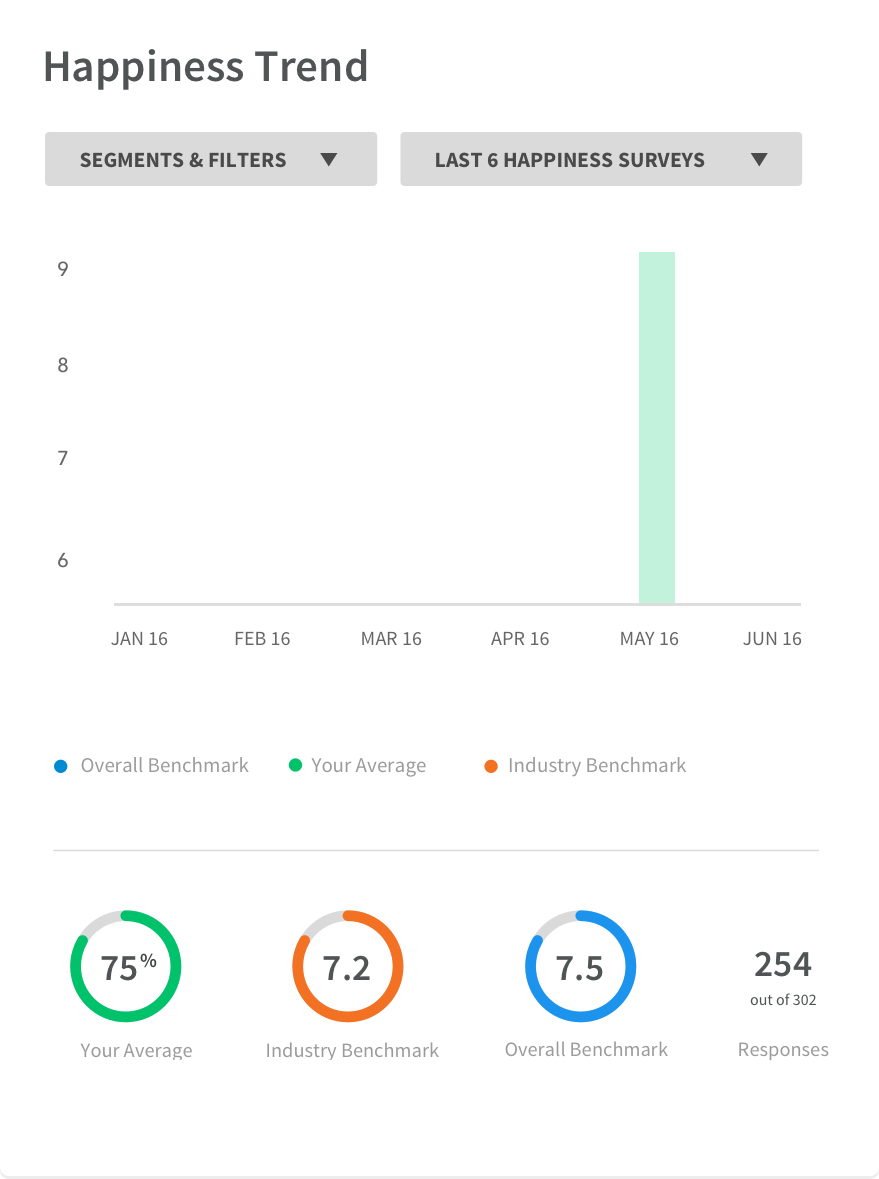 Happiness Trend
SEGMENTS & FILTERS
LAST 6 HAPPINESS SURVEYS
9
8
7
6
JAN 16 FEB 16 MAR 16 APR 16 MAY 16 JUN 16
Overall Benchmark Your Average Industry Benchmark
75% 7.2 7.5 254
out of 302
Your Average Industry Benchmark Overall Benchmark Responses